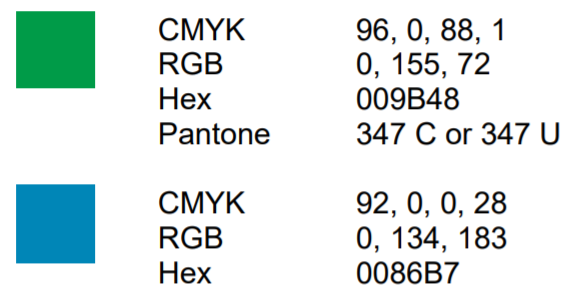 CMYK 96, 0, 88, 1
RGB 0, 155, 72
Hex 009B48
Pantone 347 C or 347 U
CMYK 92, 0, 0, 28
RGB 0, 134, 183
Hex 0086B7